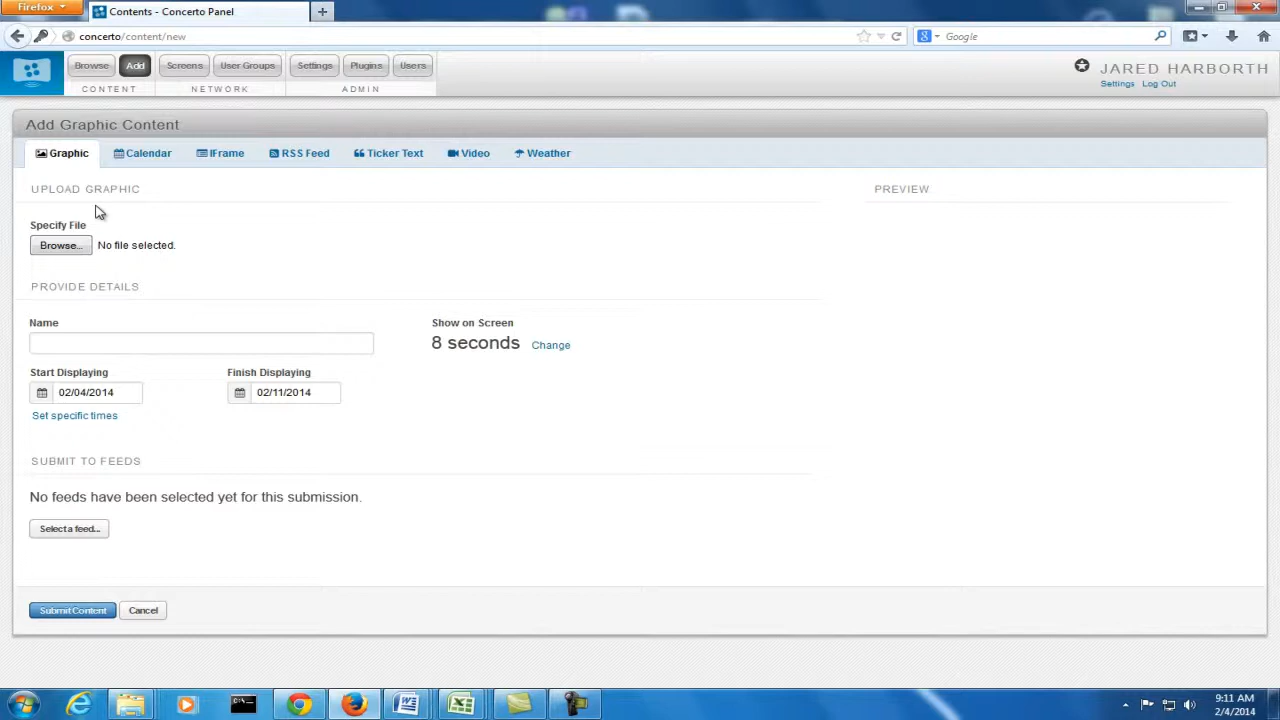 Firefox
Contents - Concerto Panel
concerto/content/new
Google
Browse Add Screens User Groups Settings Plugins Users
CONTENT NETWORK ADMIN
JARED HARBORTH
Settings Log Out
Add Graphic Content
Graphic Calendar IFrame RSS Feed Ticker Text Video Weather
UPLOAD GRAPHIC PREVIEW
Specify File
Browse... No file selected.
PROVIDE DETAILS
Name Show on Screen
8 seconds Change
Start Displaying Finish Displaying
02/04/2014 02/11/2014
Set specific times
SUBMIT TO FEEDS
No feeds have been selected yet for this submission.
Select a feed...
Submit Content Cancel
9:11 AM
2/4/2014